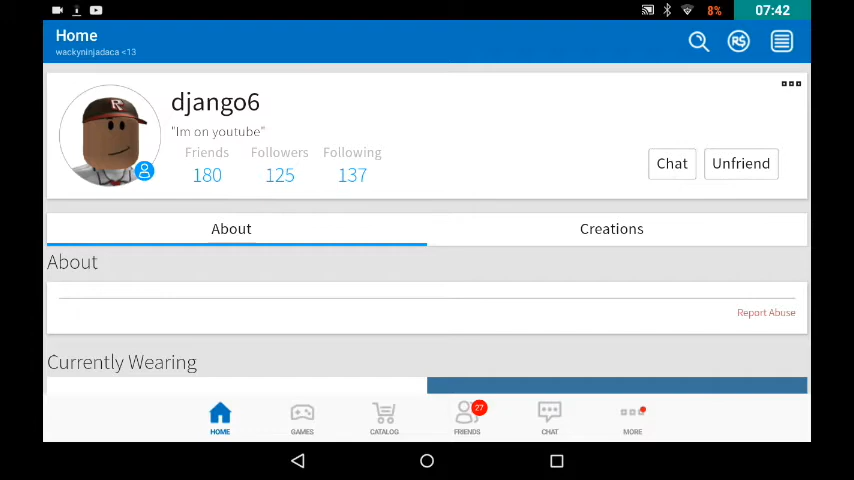 8%
07:42
Home
wackyninjadaca <13
R$
django6
"Im on youtube"
Friends Followers Following
180 125 137
Chat Unfriend
About Creations
About
Report Abuse
Currently Wearing
27
HOME GAMES CATALOG FRIENDS CHAT MORE